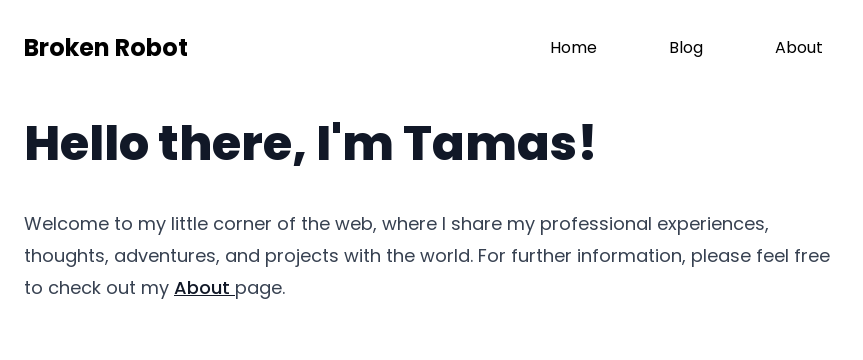 Broken Robot
Home Blog About
Hello there, I'm Tamas!
Welcome to my little corner of the web, where I share my professional experiences,
thoughts, adventures, and projects with the world. For further information, please feel free
to check out my About page.